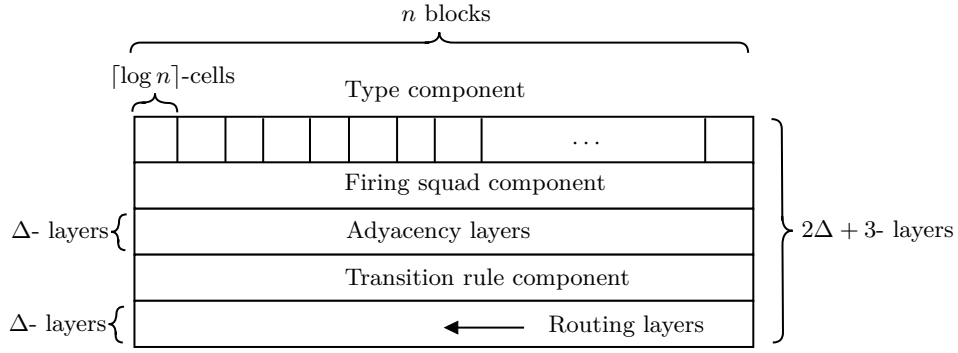 n blocks
⌈log n⌉-cells
Type component
...
Firing squad component
Δ- layers
Adyacency layers
2Δ + 3- layers
Transition rule component
Δ- layers
Routing layers